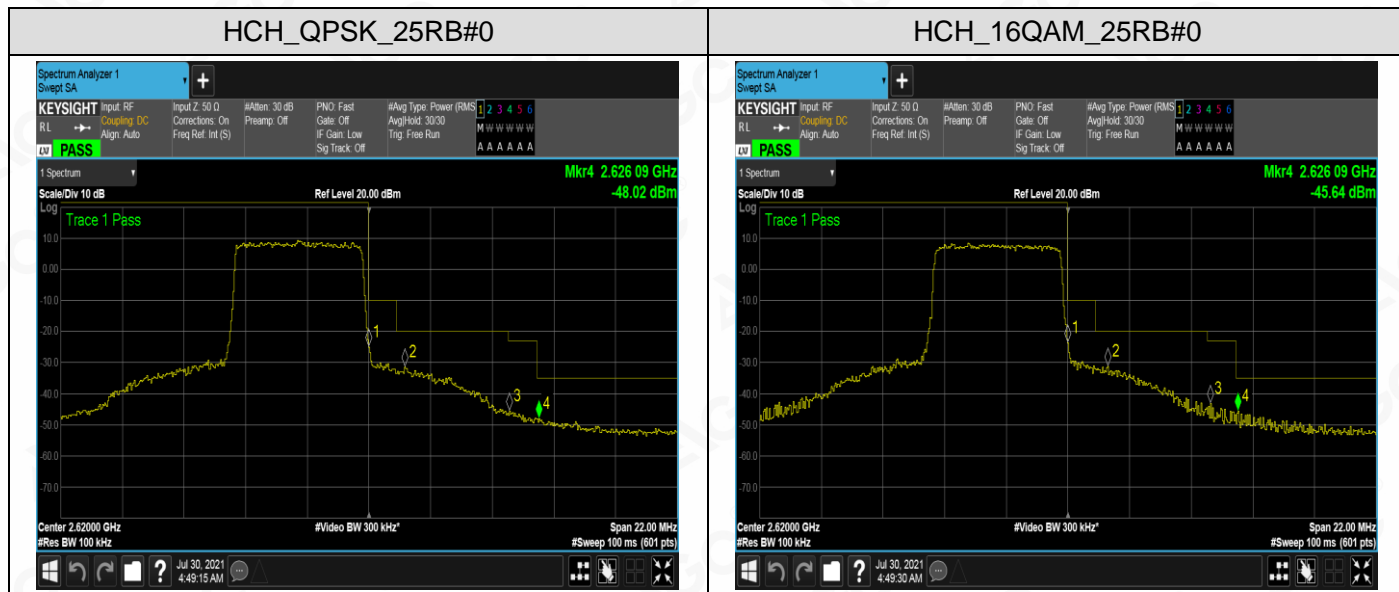 HCH_QPSK_25RB#0
Spectrum Analyzer 1
Swept SA
+
KEYSIGHT
RL
Input: RF
Coupling: DC
Align: Auto
Input Z: 50 Ω
Corrections: On
Freq Ref: Int (S)
#Atten: 30 dB
Preamp: Off
PNO: Fast
Gate: Off
IF Gain: Low
Sig Track: Off
#Avg Type: Power (RMS
Avg|Hold: 30/30
Trig: Free Run
1 2 3 4 5 6
M W W W W W
A A A A A A
LXI PASS
1 Spectrum
Mkr4 2.626 09 GHz
-48.02 dBm
Scale/Div 10 dB
Ref Level 20.00 dBm
Log
Trace 1 Pass
10.0
0.00
-10.0
-20.0
-30.0
-40.0
-50.0
-60.0
-70.0
1
2
3
4
Center 2.62000 GHz
#Video BW 300 kHz*
Span 22.00 MHz
#Res BW 100 kHz
#Sweep 100 ms (601 pts)
?
Jul 30, 2021
4:49:15 AM
HCH_16QAM_25RB#0
Spectrum Analyzer 1
Swept SA
+
KEYSIGHT
RL
Input: RF
Coupling: DC
Align: Auto
Input Z: 50 Ω
Corrections: On
Freq Ref: Int (S)
#Atten: 30 dB
Preamp: Off
PNO: Fast
Gate: Off
IF Gain: Low
Sig Track: Off
#Avg Type: Power (RMS
Avg|Hold: 30/30
Trig: Free Run
1 2 3 4 5 6
M W W W W W
A A A A A A
LXI PASS
1 Spectrum
Mkr4 2.626 09 GHz
-45.64 dBm
Scale/Div 10 dB
Ref Level 20.00 dBm
Log
Trace 1 Pass
10.0
0.00
-10.0
-20.0
-30.0
-40.0
-50.0
-60.0
-70.0
1
2
3
4
Center 2.62000 GHz
#Video BW 300 kHz*
Span 22.00 MHz
#Res BW 100 kHz
#Sweep 100 ms (601 pts)
?
Jul 30, 2021
4:49:30 AM